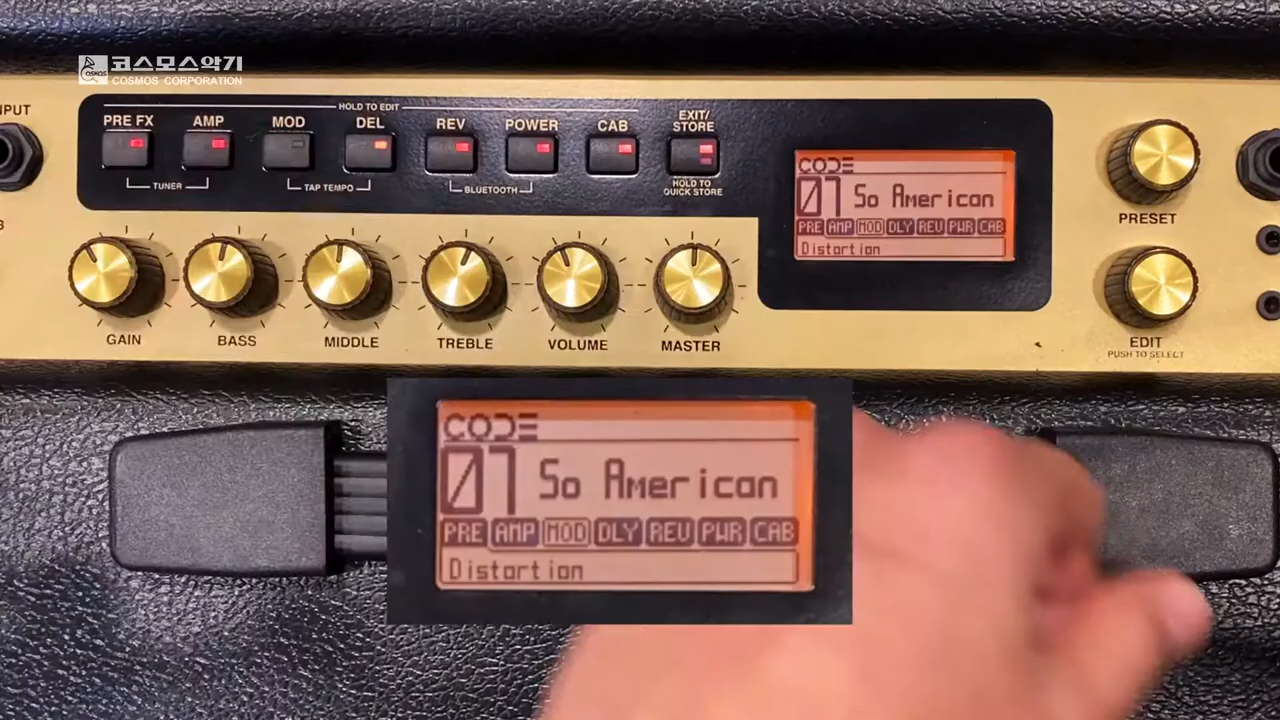 코스모스악기
COSMOS CORPORATION
INPUT
HOLD TO EDIT
PRE FX AMP MOD DEL REV POWER CAB EXIT/
STORE
TUNER TAP TEMPO BLUETOOTH HOLD TO
QUICK STORE
CODE
07 So American
PRE AMP MOD DLY REV PWR CAB
Distortion
PRESET
GAIN BASS MIDDLE TREBLE VOLUME MASTER
EDIT
PUSH TO SELECT
CODE
07 So American
PRE AMP MOD DLY REV PWR CAB
Distortion